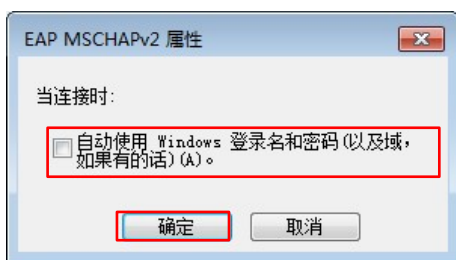 EAP MSCHAPv2 属性
当连接时:
自动使用 Windows 登录名和密码(以及域，
如果有的话)(A)。
确定
取消